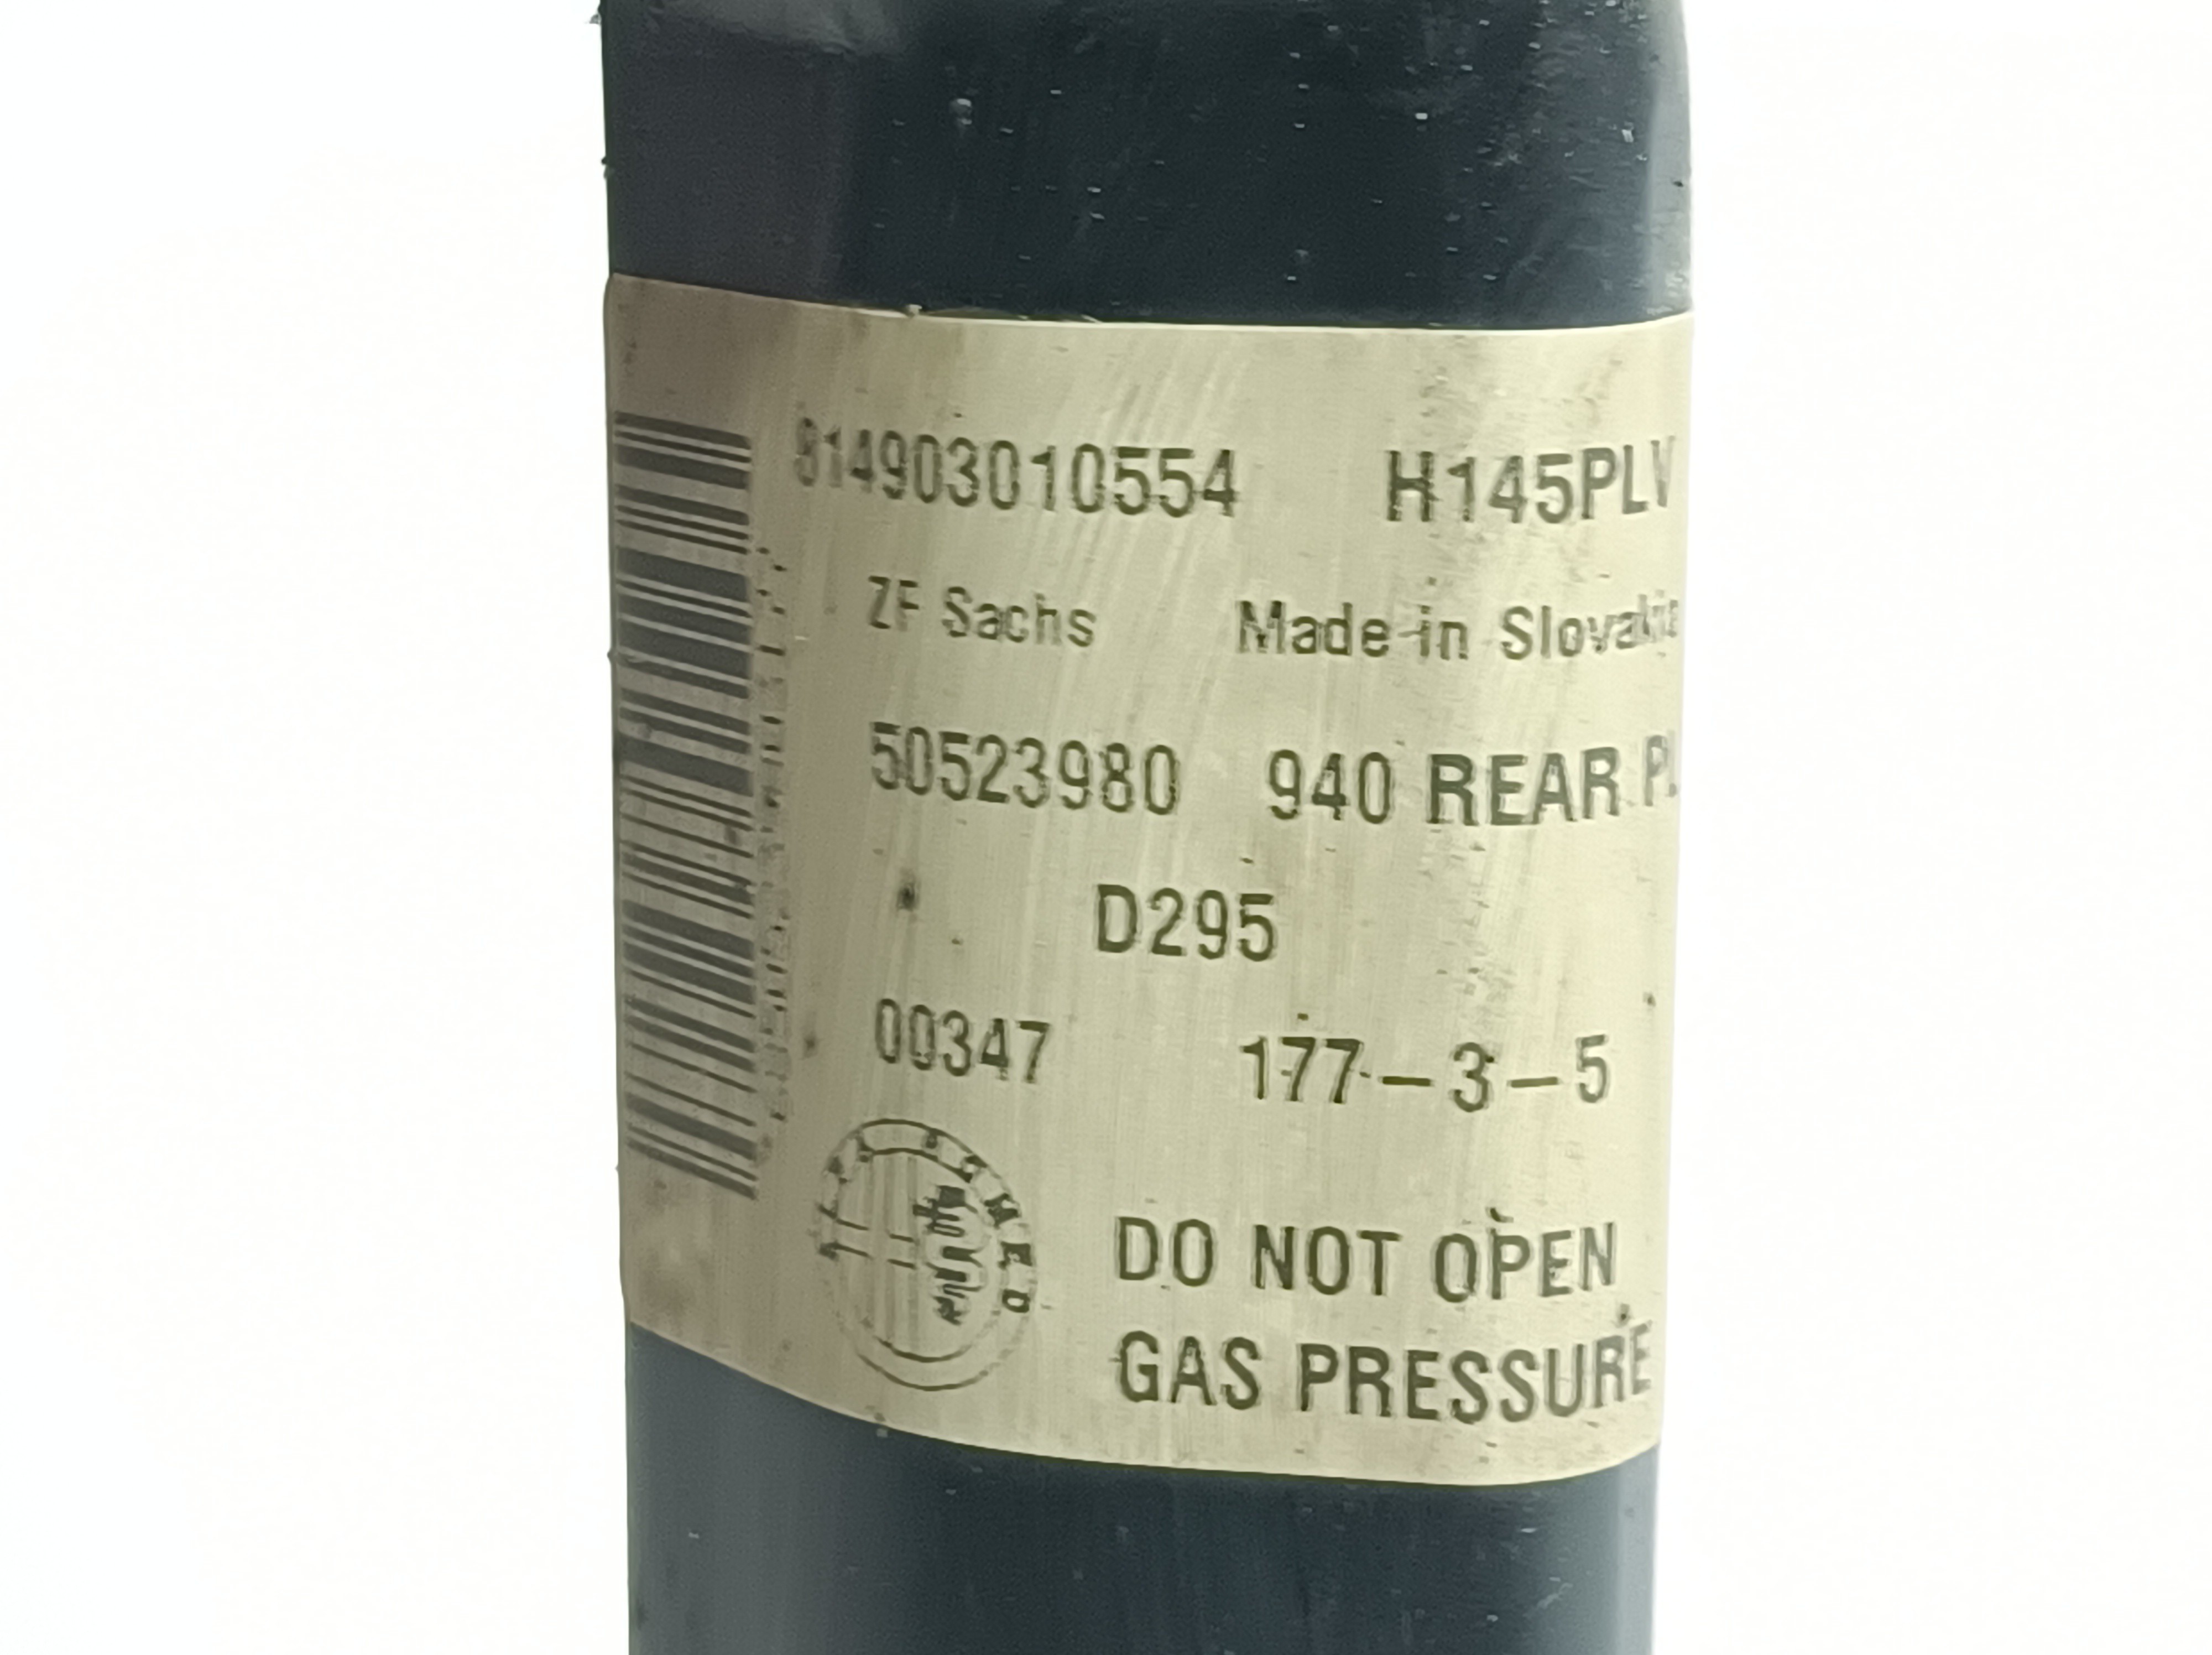 814903010554 H145PLV
ZF Sachs Made in Slovakia
50523980 940 REAR
D295
00347 177-3-5
DO NOT OPEN
GAS PRESSURE